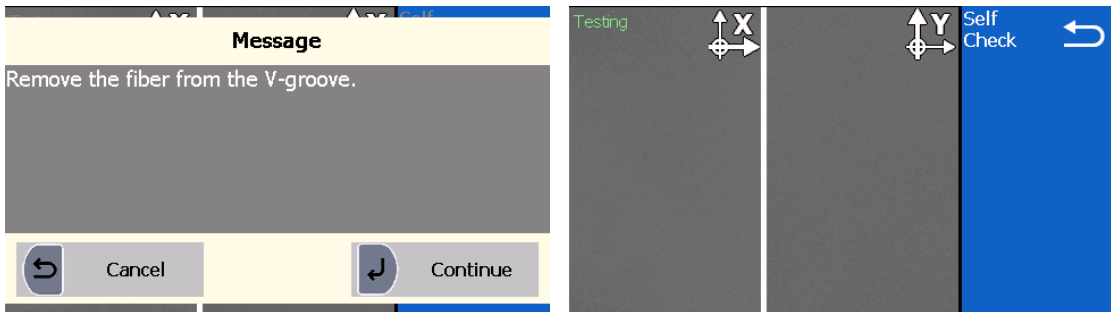 Message
Remove the fiber from the V-groove.
Cancel
Continue
Testing
X
Y
Self
Check